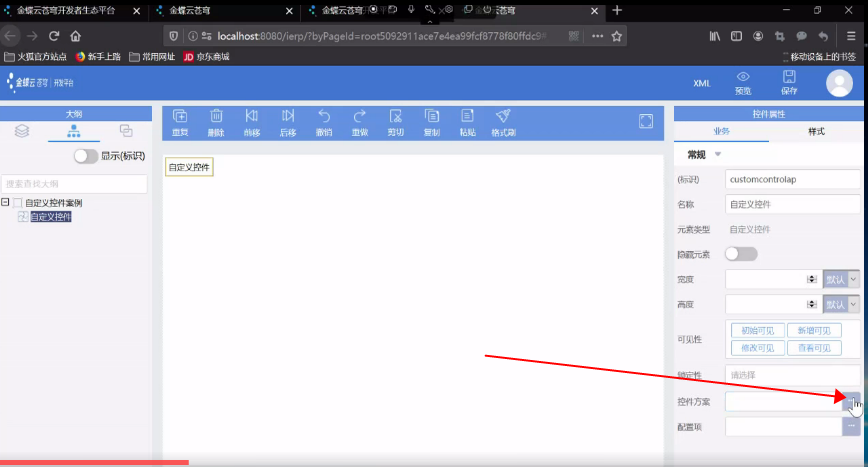 金蝶云苍穹开发者生态平台
金蝶云苍穹
金蝶云苍穹
苍穹
localhost:8080/ierp/?byPageId=root5092911ace7e4ea99fcf8778f80ffdc9
火狐官方站点 新手上路 常用网址 JD 京东商城 移动设备上的书签
金蝶云苍穹 | 开发平台 XML 预览 保存
大纲
显示(标识)
搜索查找大纲
自定义控件案例
自定义控件
重页 删除 前移 后移 撤销 重做 剪切 复制 粘贴 格式刷
自定义控件
控件属性
业务 样式
常规
(标识) customcontrolap
名称 自定义控件
元素类型 自定义控件
隐藏元素
宽度 默认
高度 默认
可见性 初始可见 新增可见
修改可见 查看可见
锁定性 请选择
控件方案
配置项